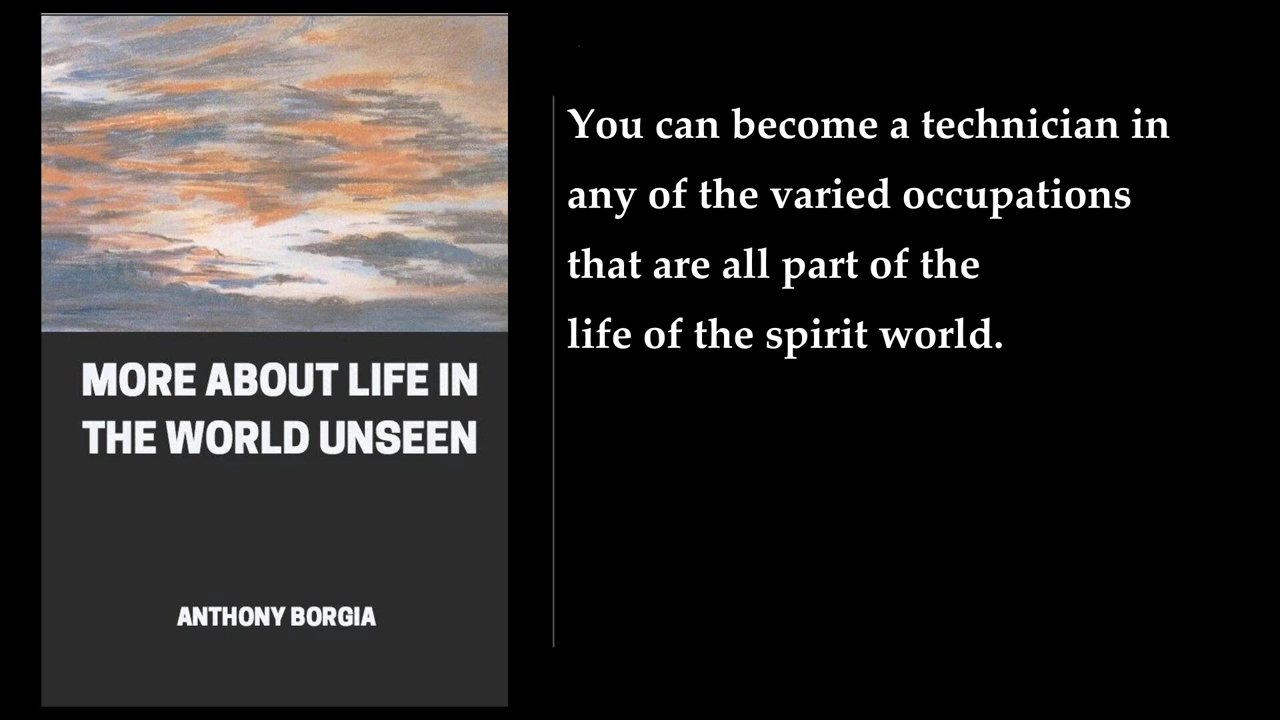 MORE ABOUT LIFE IN
THE WORLD UNSEEN
ANTHONY BORGIA
You can become a technician in
any of the varied occupations
that are all part of the
life of the spirit world.